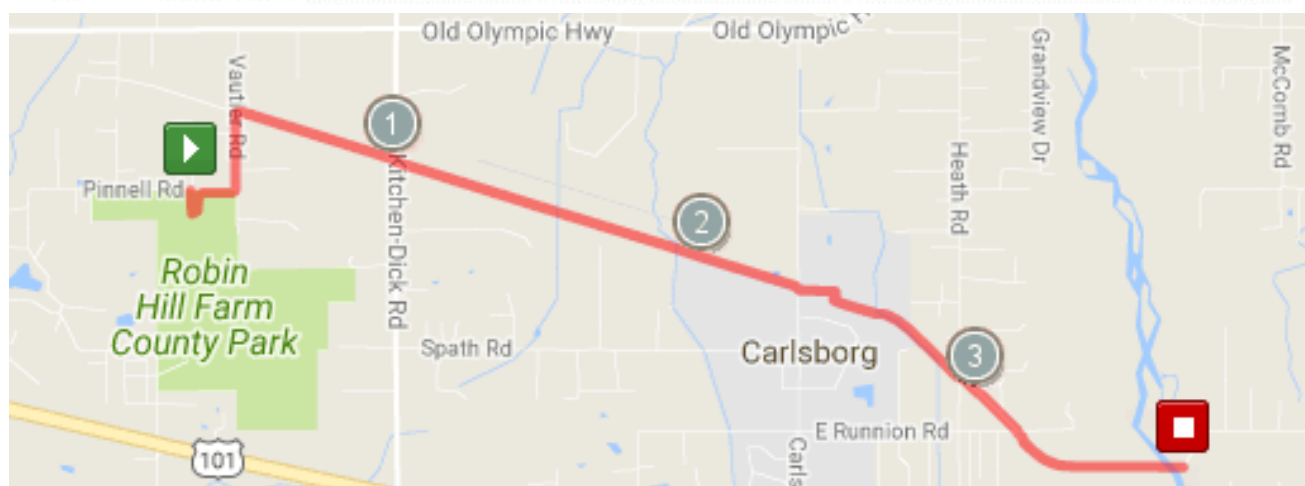 Old Olympic Hwy
Old Olympic
Vautier Rd
Grandview Dr
McComb Rd
1
Kitchen-Dick Rd
Heath Rd
Pinnell Rd
2
Robin
Hill Farm
County Park
Spath Rd
Carlsborg
3
E Runnion Rd
Carls
101